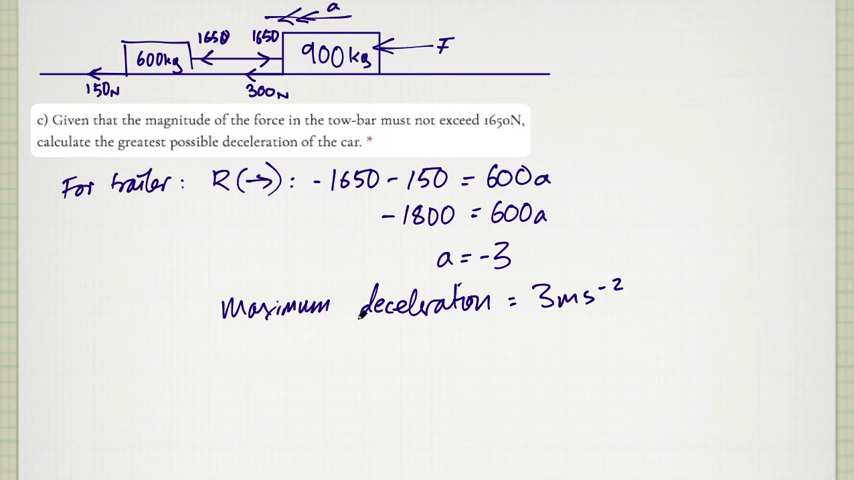 a
1650 1650
600kg 900kg F
150N 300N
c) Given that the magnitude of the force in the tow-bar must not exceed 1650N,
calculate the greatest possible deceleration of the car. *
For trailer: R(→): -1650 - 150 = 600a
-1800 = 600a
a = -3
Maximum deceleration = 3ms⁻²